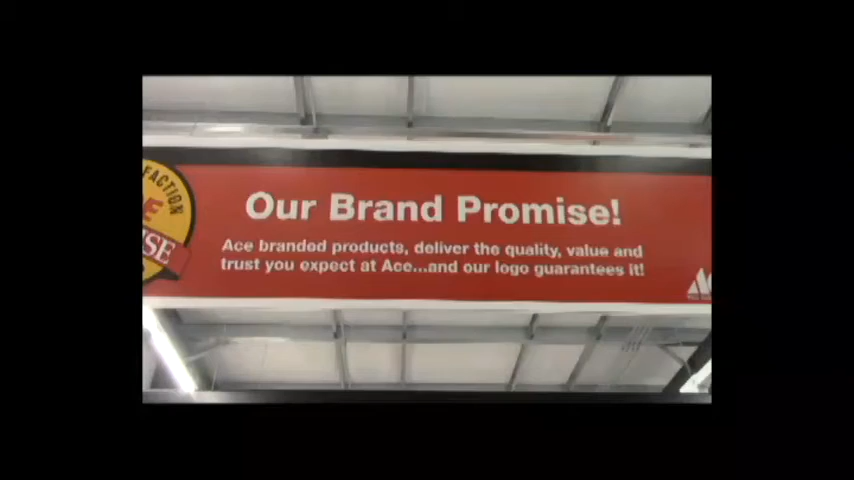 FACTION
Our Brand Promise!
Ace branded products, deliver the quality, value and
trust you expect at Ace...and our logo guarantees it!